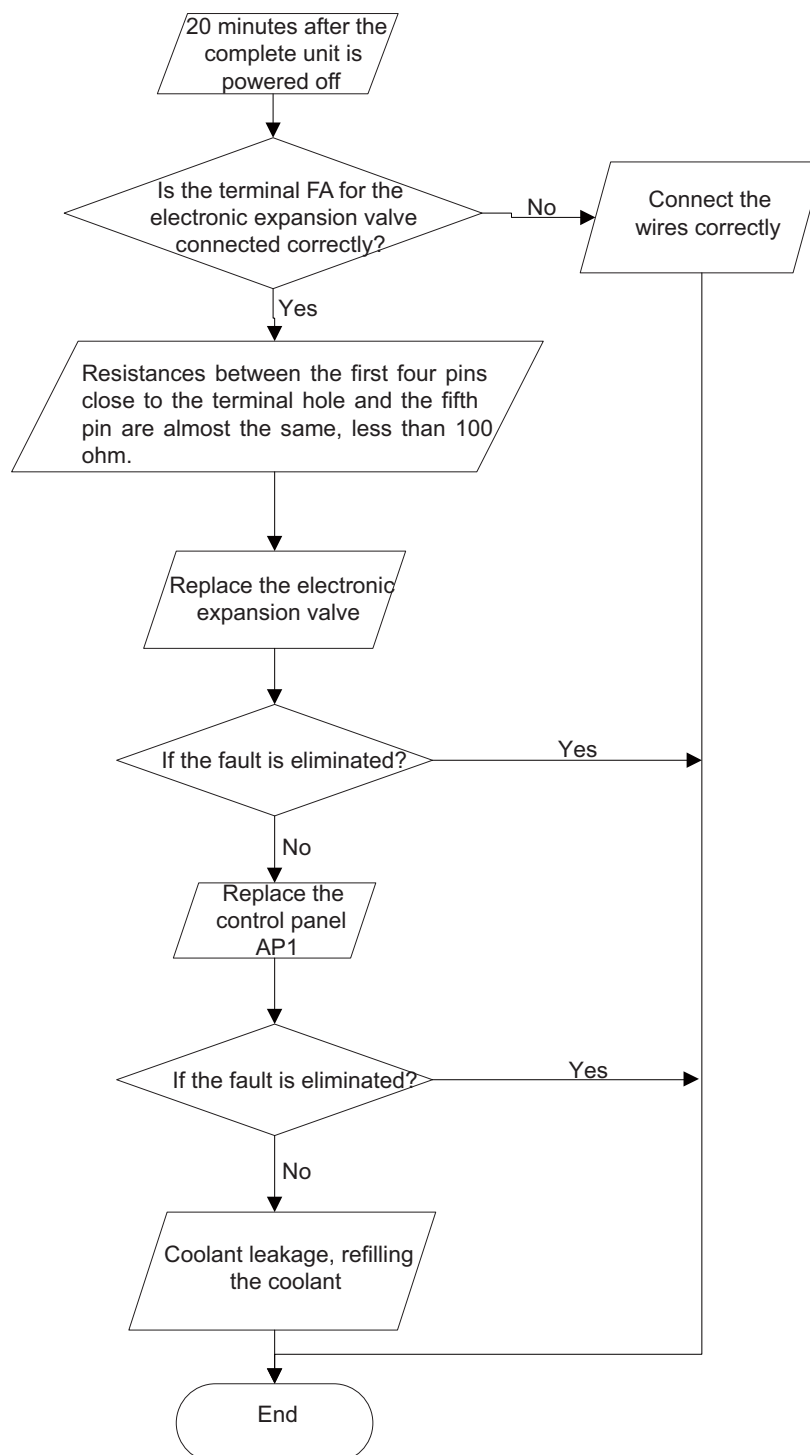 20 minutes after the
complete unit is
powered off
Is the terminal FA for the
electronic expansion valve
connected correctly?
No
Connect the
wires correctly
Yes
Resistances between the first four pins
close to the terminal hole and the fifth
pin are almost the same, less than 100
ohm.
Replace the electronic
expansion valve
If the fault is eliminated?
Yes
No
Replace the
control panel
AP1
If the fault is eliminated?
Yes
No
Coolant leakage, refilling
the coolant
End